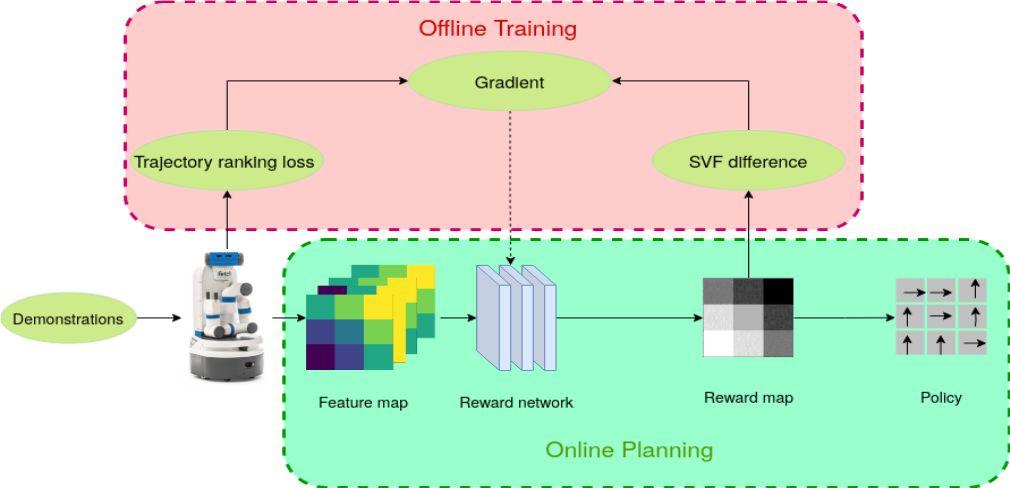 Offline Training
Gradient
Trajectory ranking loss
SVF difference
fetch
Demonstrations
Feature map
Reward network
Reward map
Policy
Online Planning